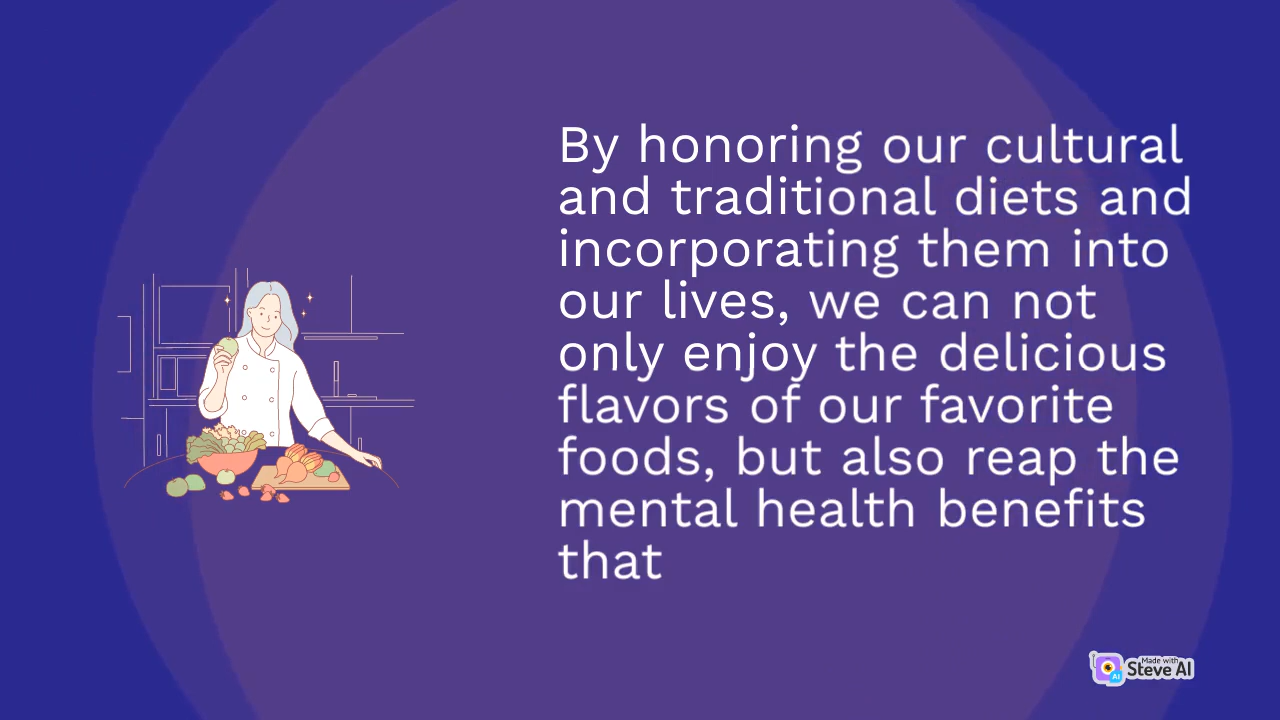 By honoring our cultural
and traditional diets and
incorporating them into
our lives, we can not
only enjoy the delicious
flavors of our favorite
foods, but also reap the
mental health benefits
that
Made with
Steve AI
AI